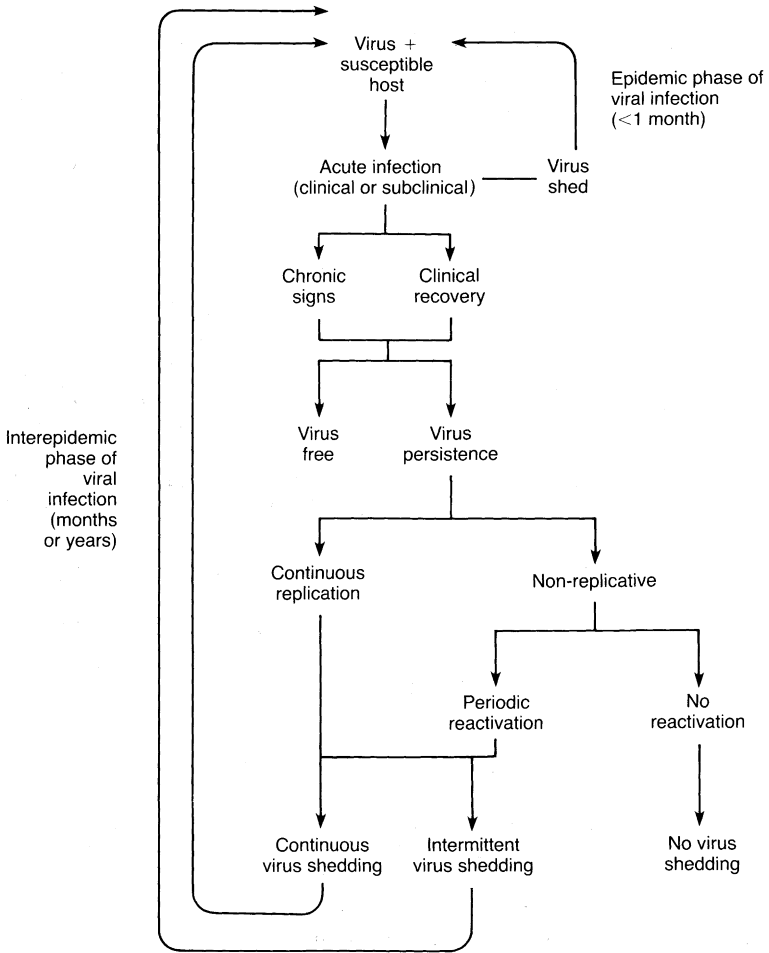 Virus +
susceptible
host
Epidemic phase of
viral infection
(<1 month)
Acute infection
(clinical or subclinical)
Virus
shed
Chronic
signs
Clinical
recovery
Virus
free
Virus
persistence
Interepidemic
phase of
viral
infection
(months
or years)
Continuous
replication
Non-replicative
Periodic
reactivation
No
reactivation
Continuous
virus shedding
Intermittent
virus shedding
No virus
shedding